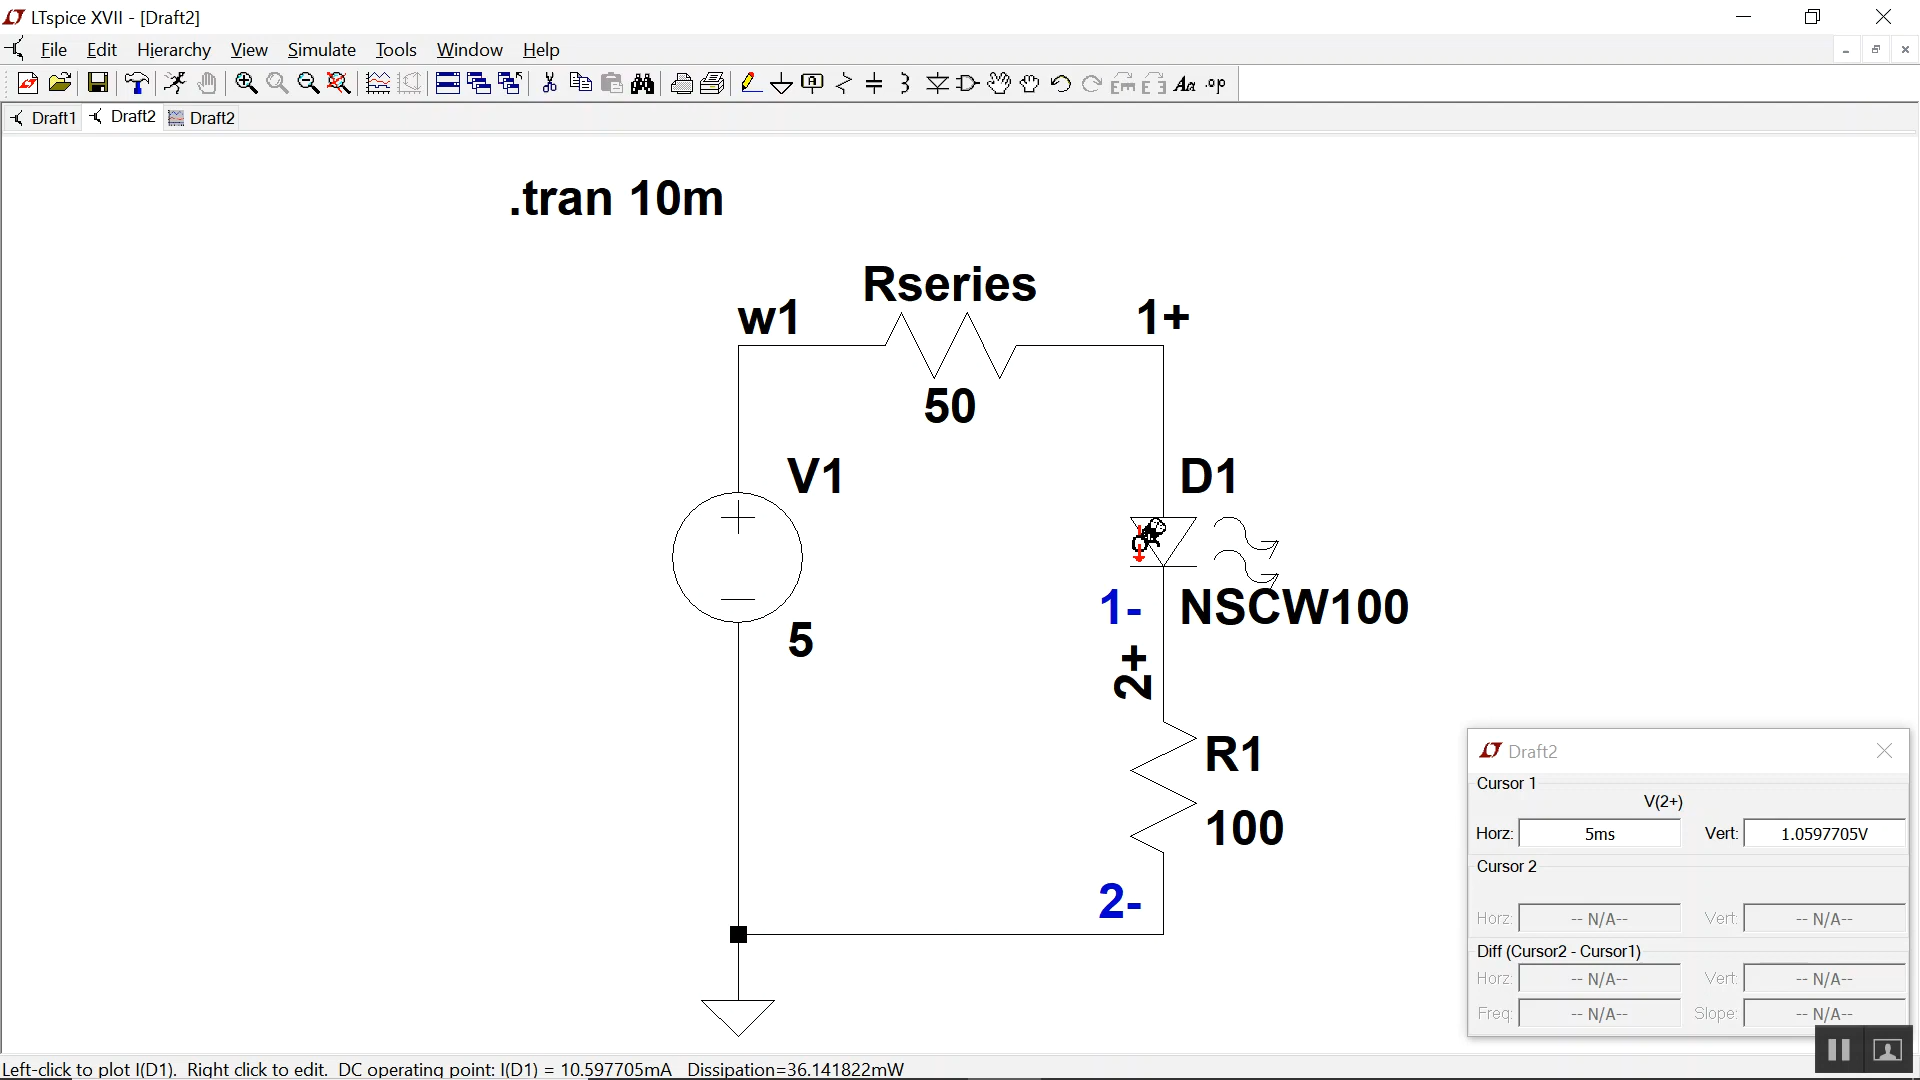 LTspice XVII - [Draft2]
File Edit Hierarchy View Simulate Tools Window Help
Aa .op
Draft1 Draft2 Draft2
.tran 10m
Rseries
w1
1+
50
V1
D1
1-
NSCW100
2+
5
R1
100
2-
Draft2
Cursor 1
V(2+)
Horz: 5ms Vert: 1.0597705V
Cursor 2
Horz: -- N/A-- Vert: -- N/A--
Diff (Cursor2 - Cursor1)
Horz: -- N/A-- Vert: -- N/A--
Freq: -- N/A-- Slope: -- N/A--
Left-click to plot I(D1). Right click to edit. DC operating point: I(D1) = 10.597705mA Dissipation=36.141822mW